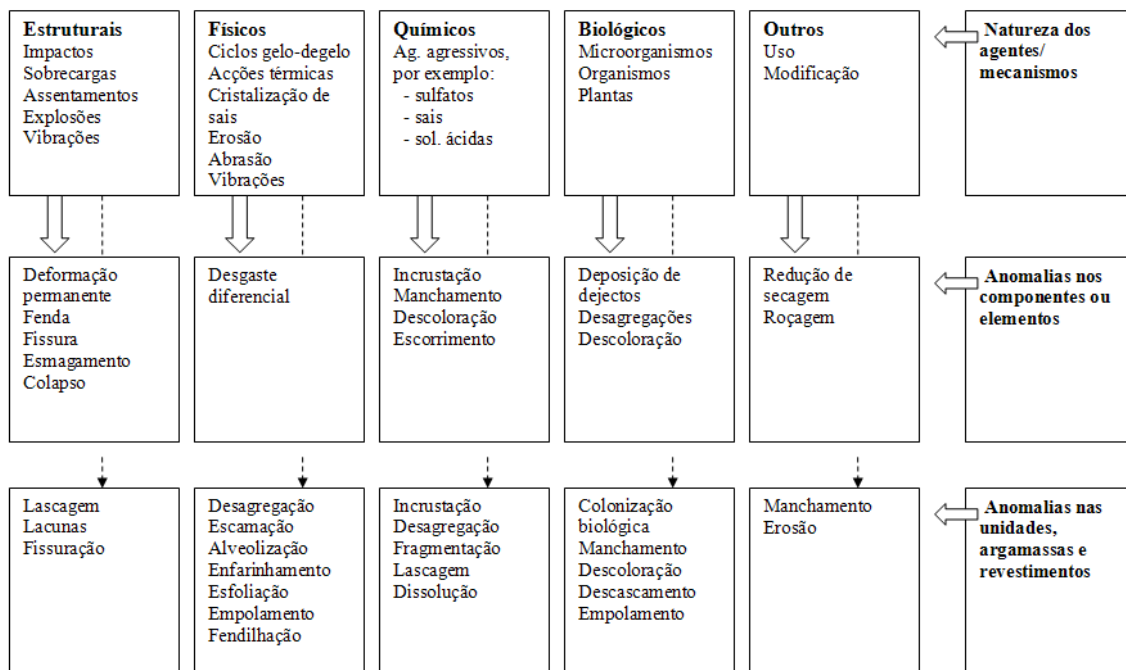 Estruturais
Impactos
Sobrecargas
Assentamentos
Explosões
Vibrações
Físicos
Ciclos gelo-degelo
Acções térmicas
Cristalização de
sais
Erosão
Abrasão
Vibrações
Químicos
Ag. agressivos,
por exemplo:
- sulfatos
- sais
- sol. ácidas
Biológicos
Microorganismos
Organismos
Plantas
Outros
Uso
Modificação
Natureza dos
agentes/
mecanismos
Deformação
permanente
Fenda
Fissura
Esmagamento
Colapso
Desgaste
diferencial
Incrustação
Manchamento
Descoloração
Escorrimento
Deposição de
dejectos
Desagregações
Descoloração
Redução de
secagem
Roçagem
Anomalias nos
componentes ou
elementos
Lascagem
Lacunas
Fissuração
Desagregação
Escamação
Alveolização
Enfarinhamento
Esfoliação
Empolamento
Fendilhação
Incrustação
Desagregação
Fragmentação
Lascagem
Dissolução
Colonização
biológica
Manchamento
Descoloração
Descascamento
Empolamento
Manchamento
Erosão
Anomalias nas
unidades,
argamassas e
revestimentos